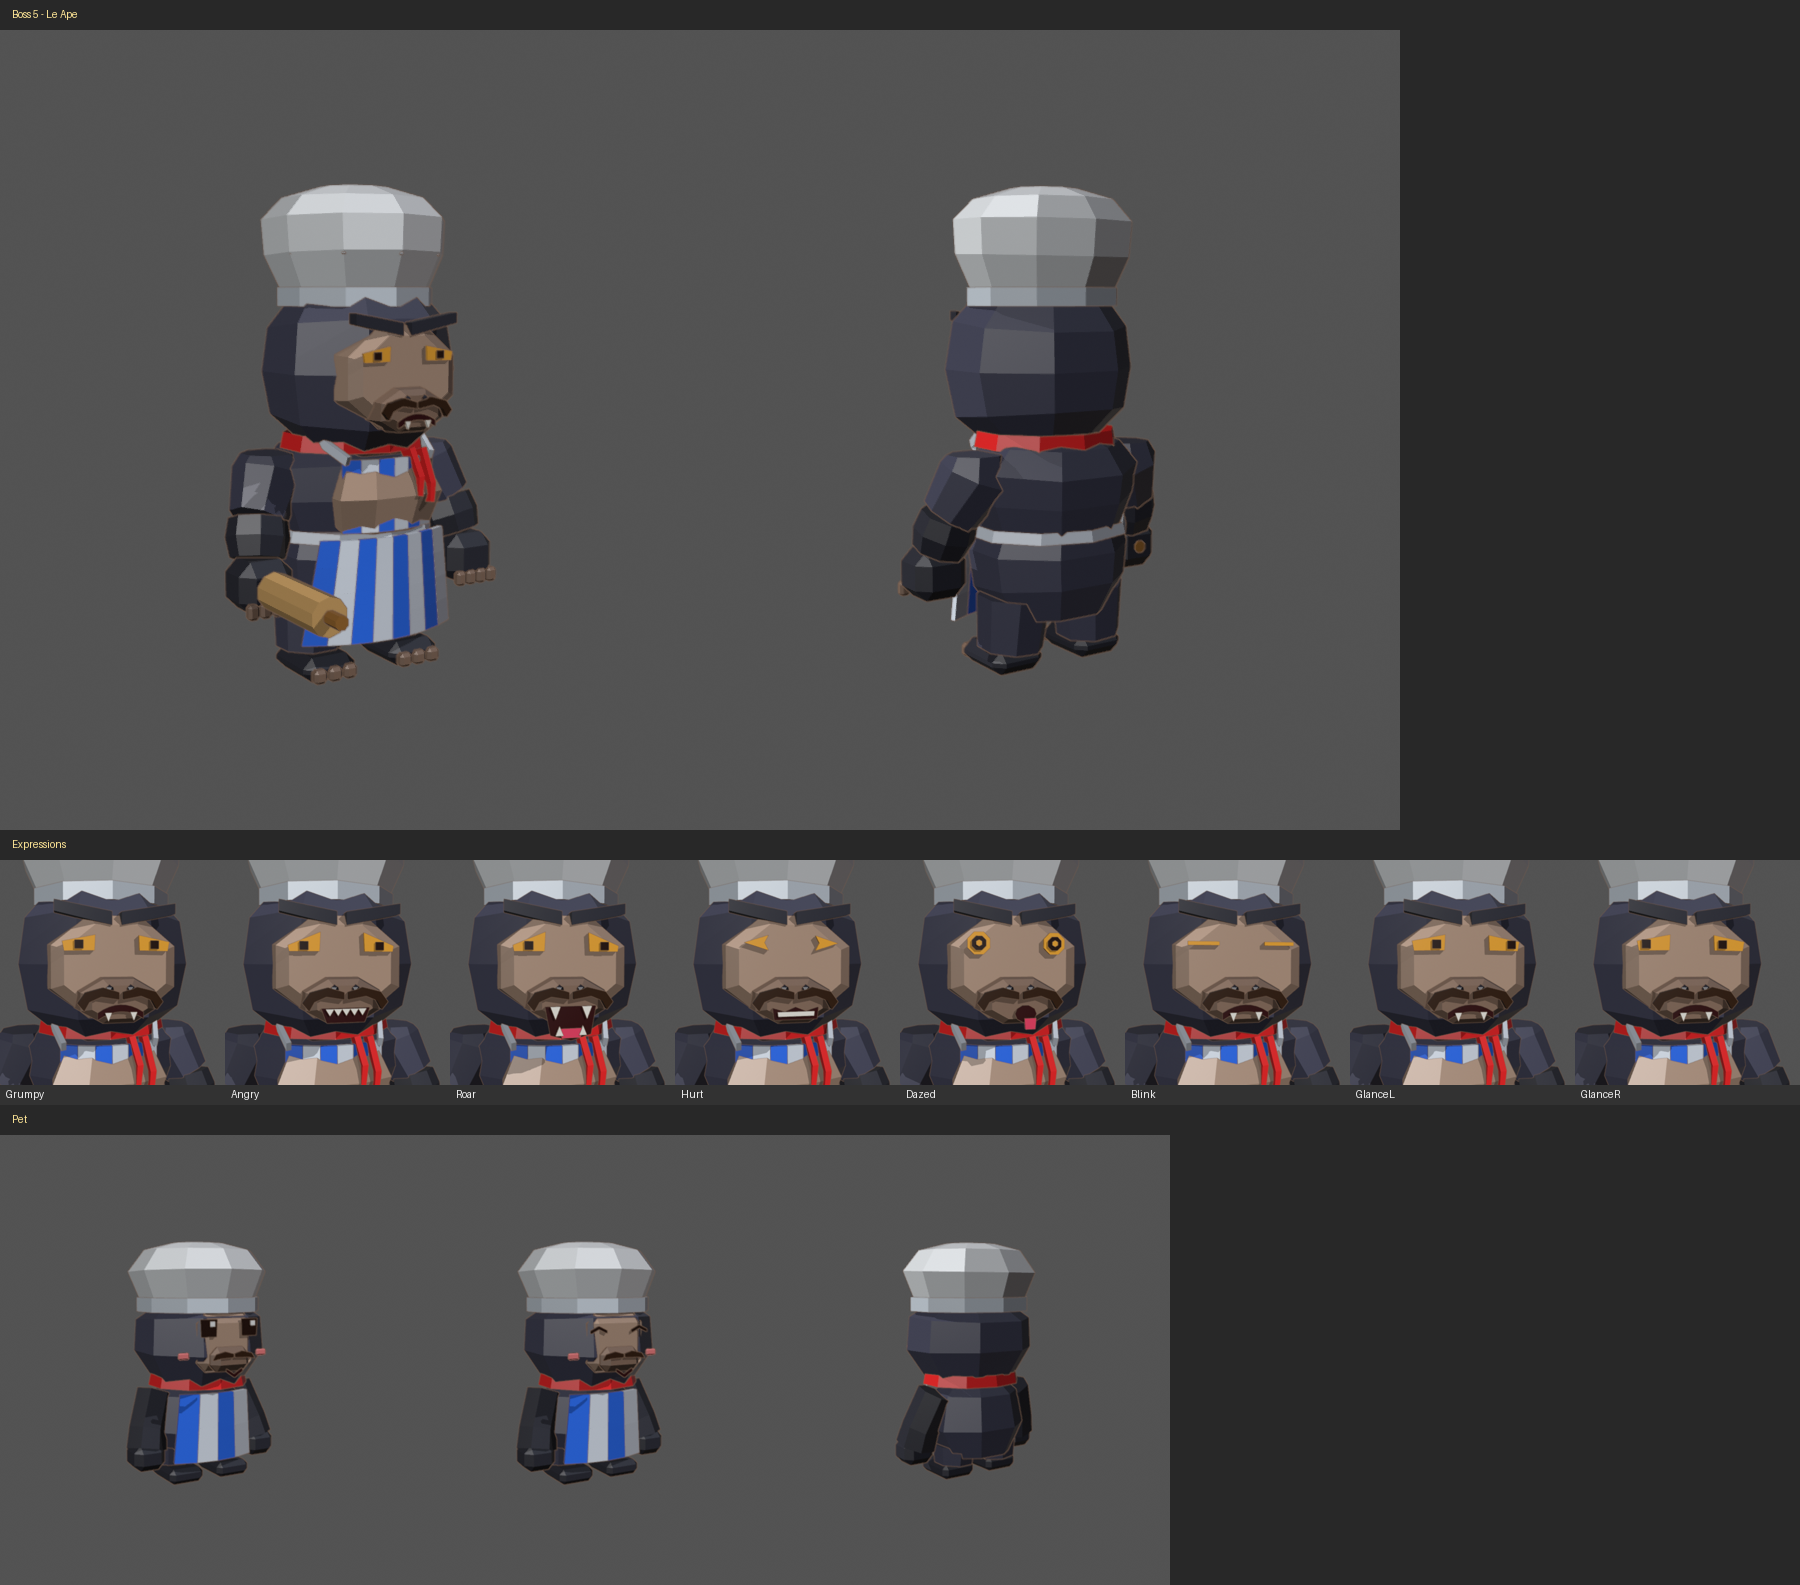 Boss 5 - Le Ape
Expressions
Grumpy
Angry
Roar
Hurt
Dazed
Blink
GlanceL
GlanceR
Pet